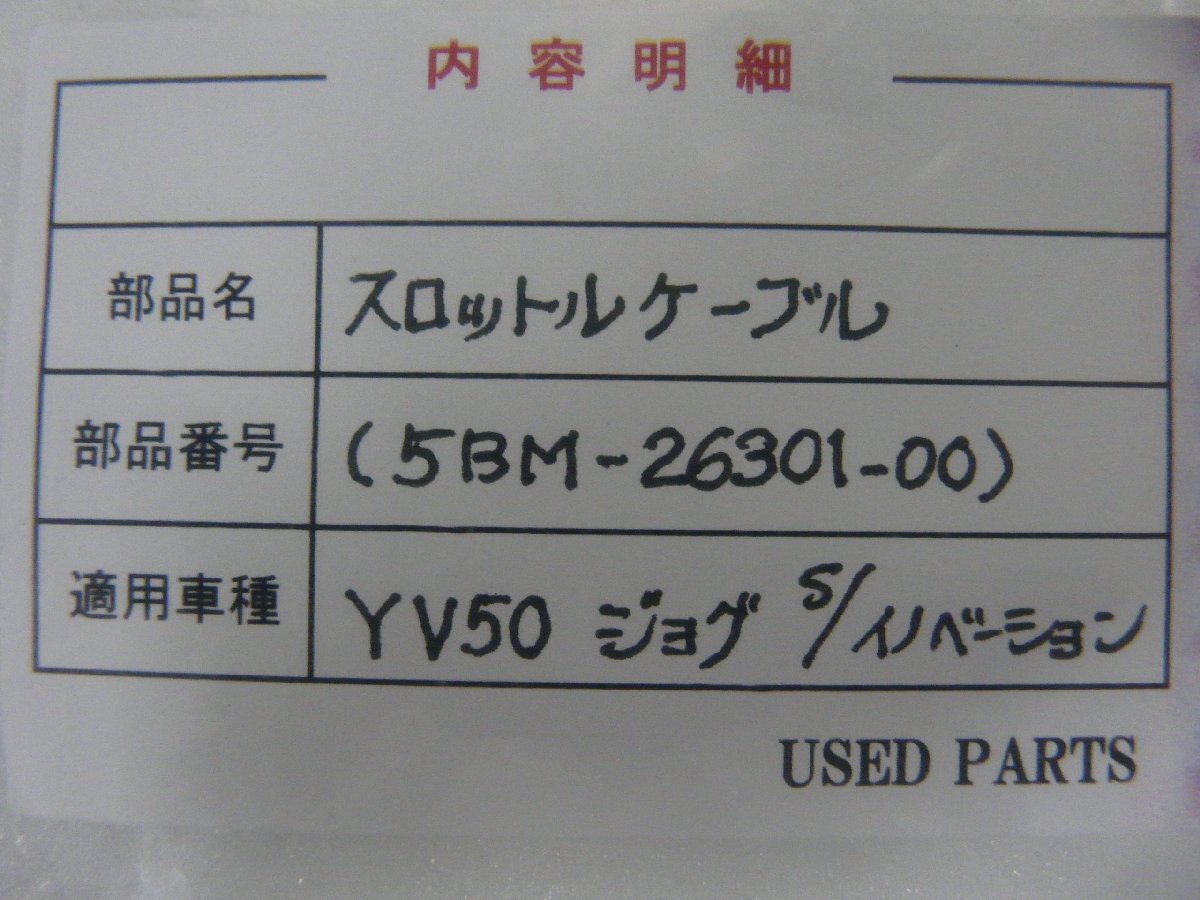 内容明細
部品名 スロットルケーブル
部品番号 (5BM-26301-00)
適用車種 YV50 ジョグ S/イノベーション
USED PARTS